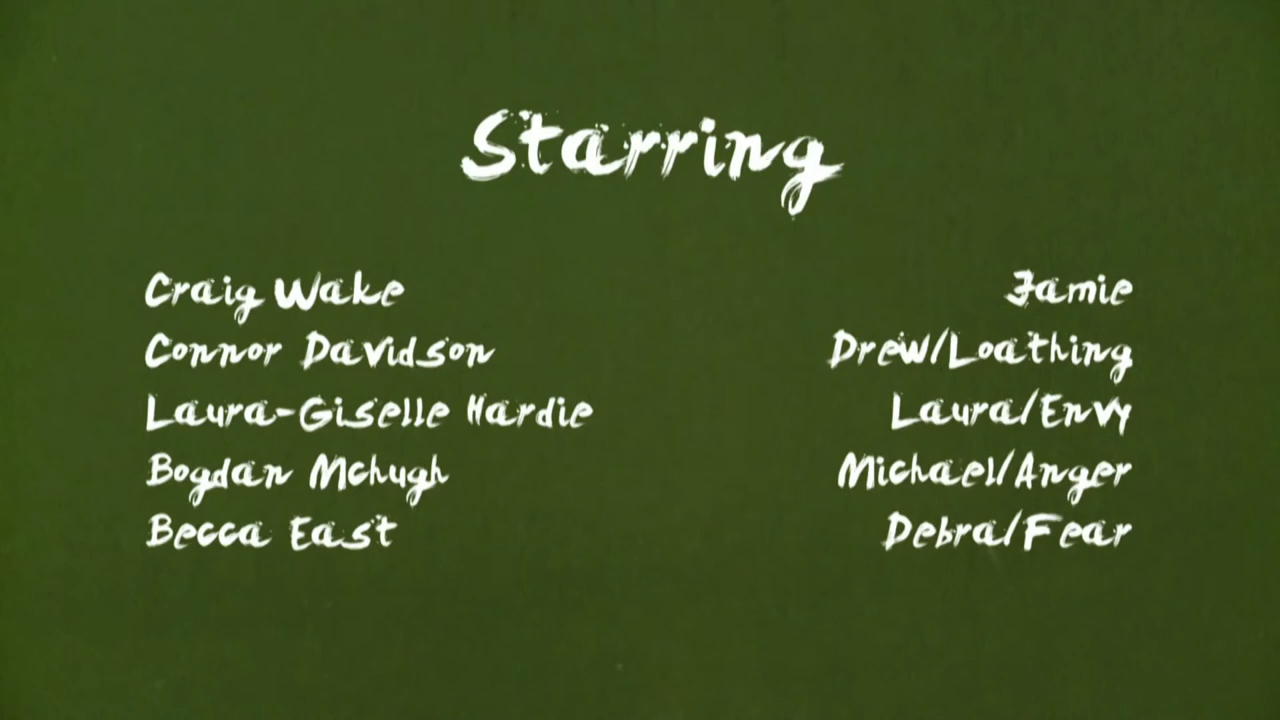 Starring
Craig Wake Jamie
Connor Davidson Drew/Loathing
Laura-Giselle Hardie Laura/Envy
Bogdan Mchugh Michael/Anger
Becca East Debra/Fear